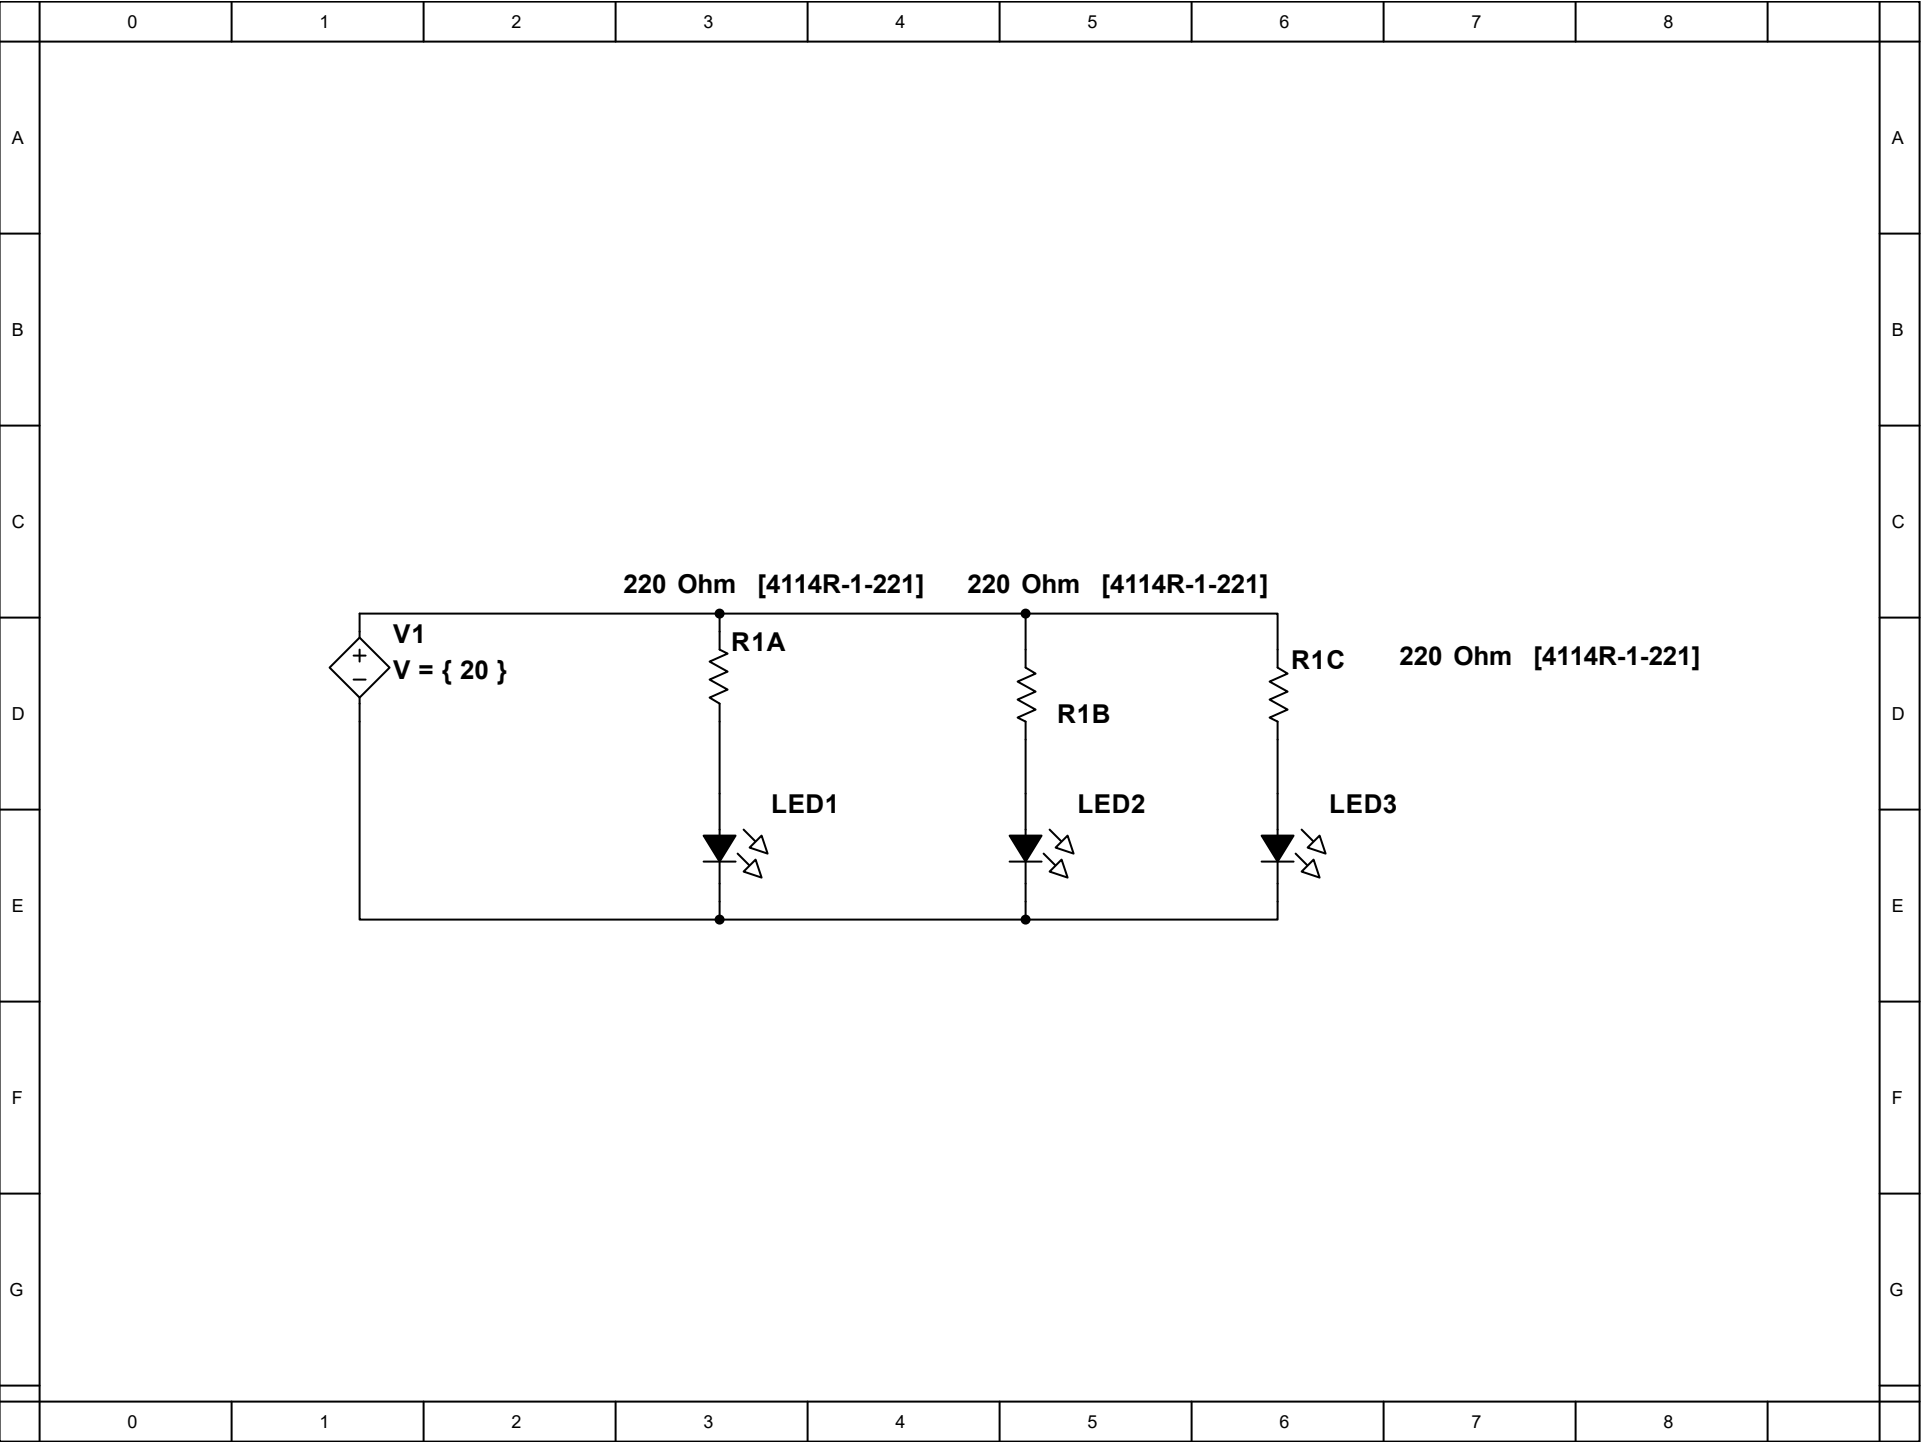 0 1 2 3 4 5 6 7 8
A A
B B
C C
220 Ohm [4114R-1-221] 220 Ohm [4114R-1-221]
V1 R1A
V = { 20 } R1C 220 Ohm [4114R-1-221]
D R1B D
LED1 LED2 LED3
E E
F F
G G
0 1 2 3 4 5 6 7 8